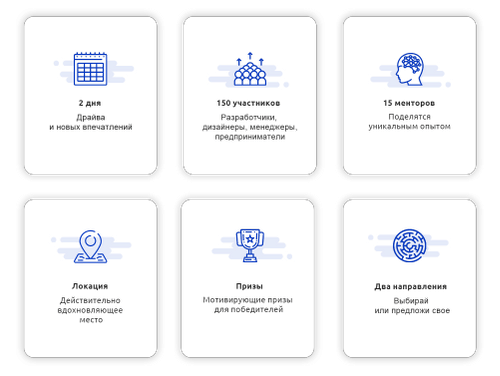 2 дня
Драйва
и новых впечатлений
150 участников
Разработчики,
дизайнеры, менеджеры,
предприниматели
15 менторов
Поделятся
уникальным опытом
Локация
Действительно
вдохновляющее
место
Призы
Мотивирующие призы
для победителей
Два направления
Выбирай
или предложи свое